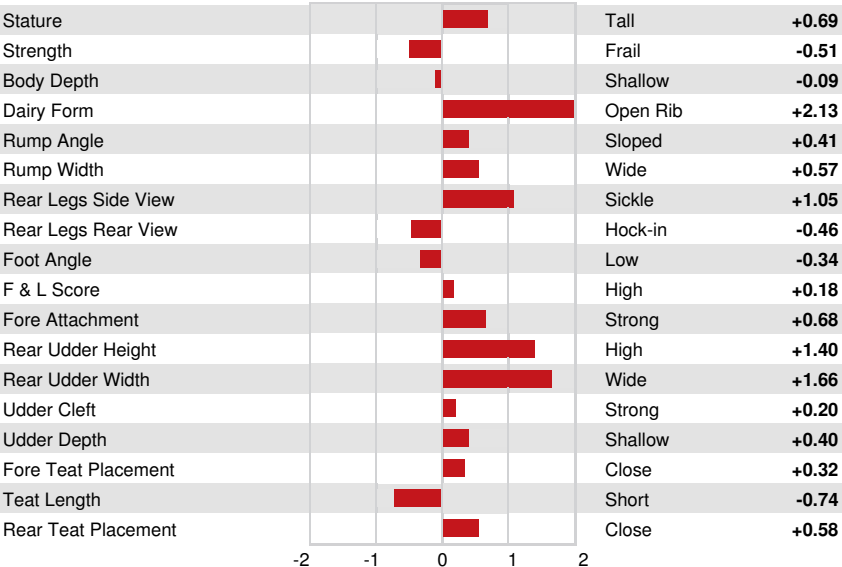 Stature Tall +0.69
Strength Frail -0.51
Body Depth Shallow -0.09
Dairy Form Open Rib +2.13
Rump Angle Sloped +0.41
Rump Width Wide +0.57
Rear Legs Side View Sickle +1.05
Rear Legs Rear View Hock-in -0.46
Foot Angle Low -0.34
F & L Score High +0.18
Fore Attachment Strong +0.68
Rear Udder Height High +1.40
Rear Udder Width Wide +1.66
Udder Cleft Strong +0.20
Udder Depth Shallow +0.40
Fore Teat Placement Close +0.32
Teat Length Short -0.74
Rear Teat Placement Close +0.58
-2 -1 0 1 2